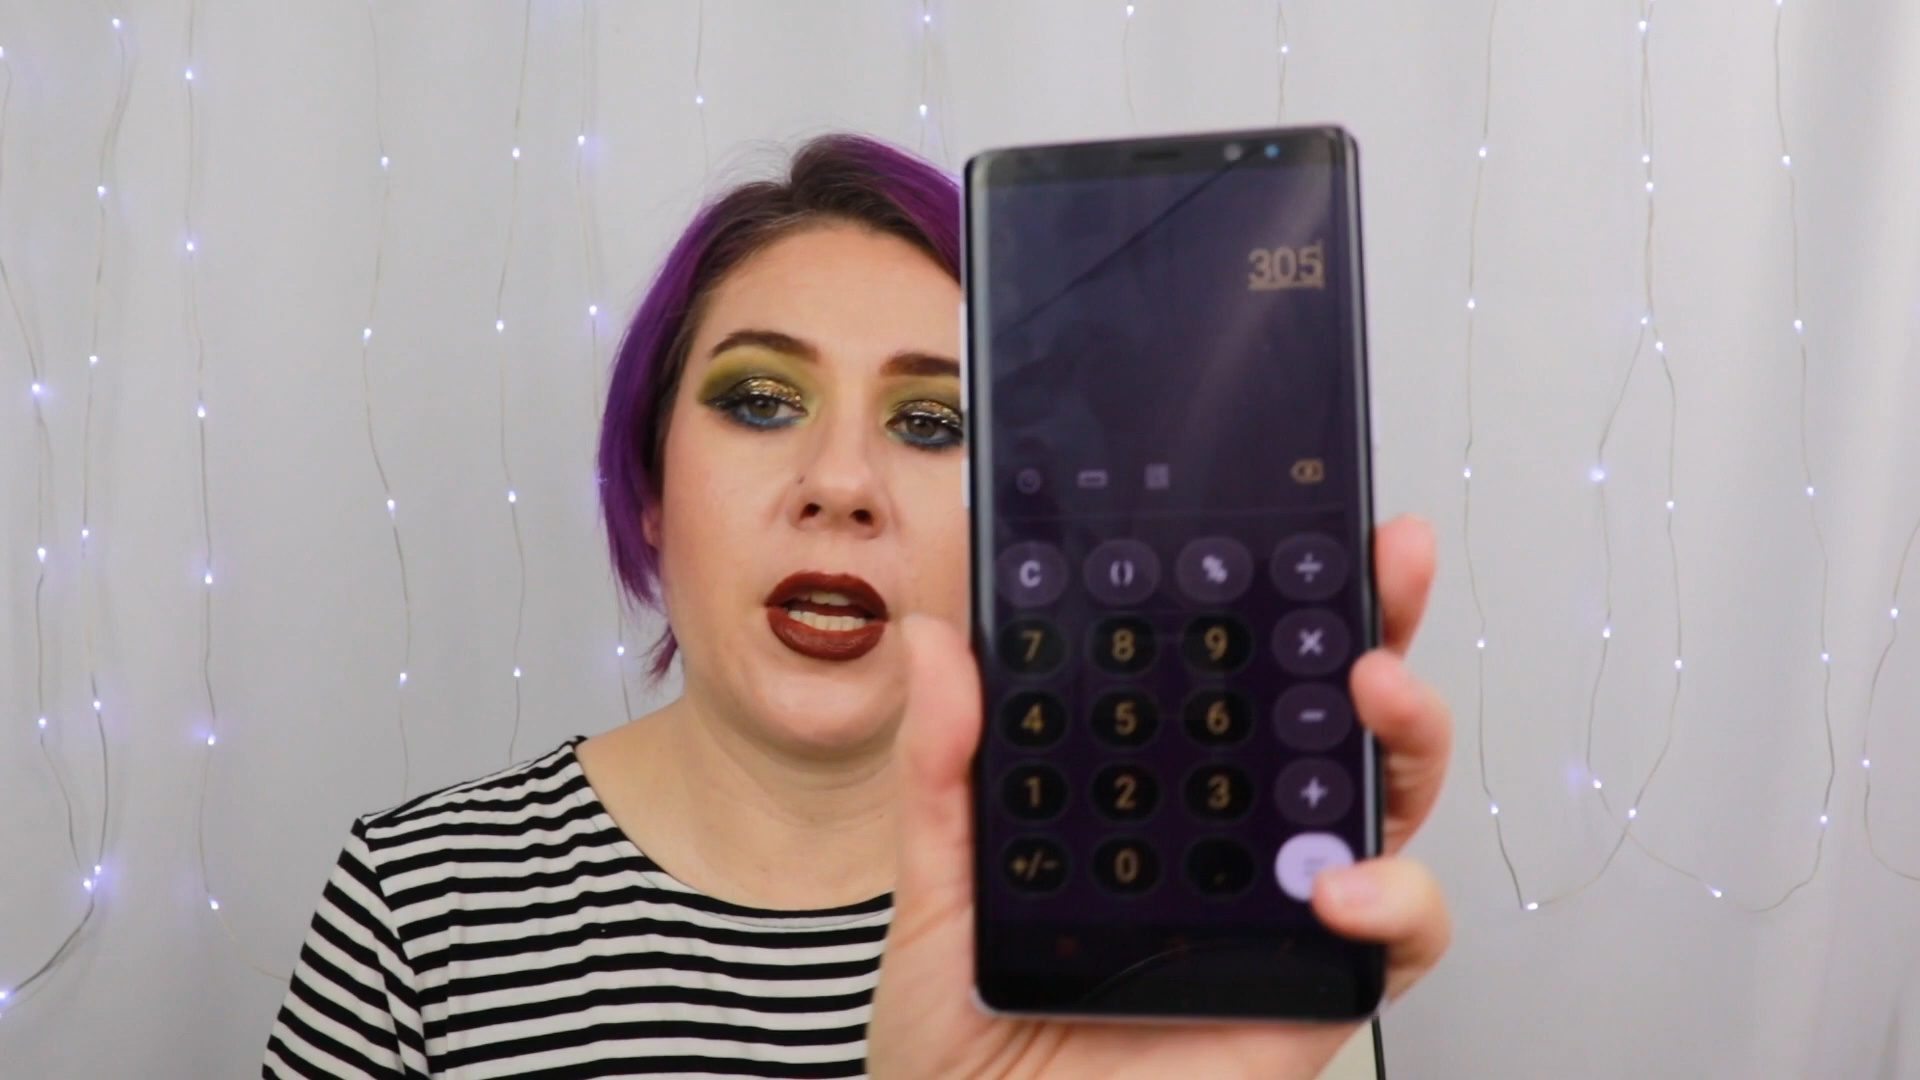 305
C () % ÷
7 8 9 ×
4 5 6 −
1 2 3 +
+/− 0 . =